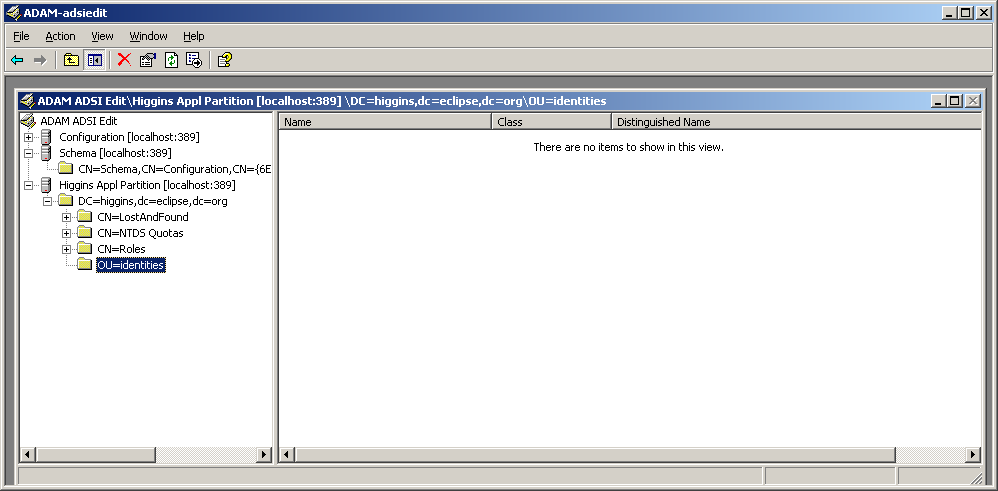 ADAM-adsiedit
File Action View Window Help
ADAM ADSI Edit\Higgins Appl Partition [localhost:389] \DC=higgins,dc=eclipse,dc=org\OU=identities
ADAM ADSI Edit
Configuration [localhost:389]
Schema [localhost:389]
CN=Schema,CN=Configuration,CN={6E
Higgins Appl Partition [localhost:389]
DC=higgins,dc=eclipse,dc=org
CN=LostAndFound
CN=NTDS Quotas
CN=Roles
OU=identities
Name Class Distinguished Name
There are no items to show in this view.